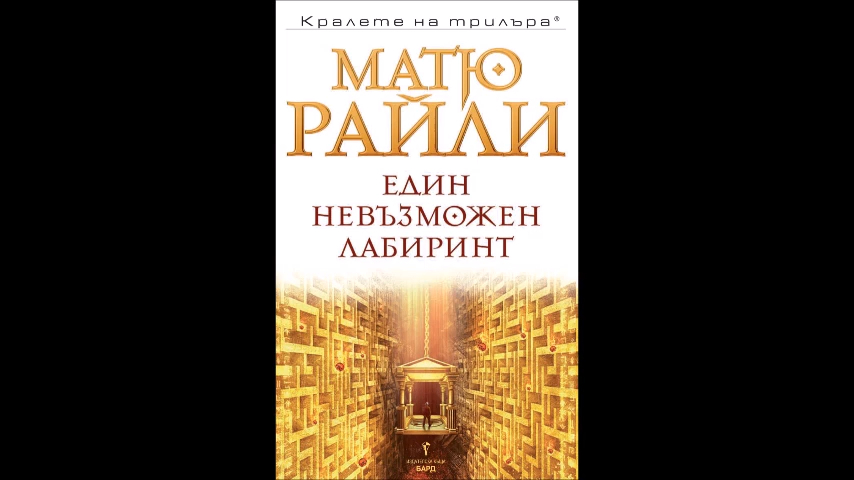 Кралете на трилъра®
МАТЮ
РАЙЛИ
ЕДИН
НЕВЪЗМОЖЕН
ЛАБИРИНТ
БАРД